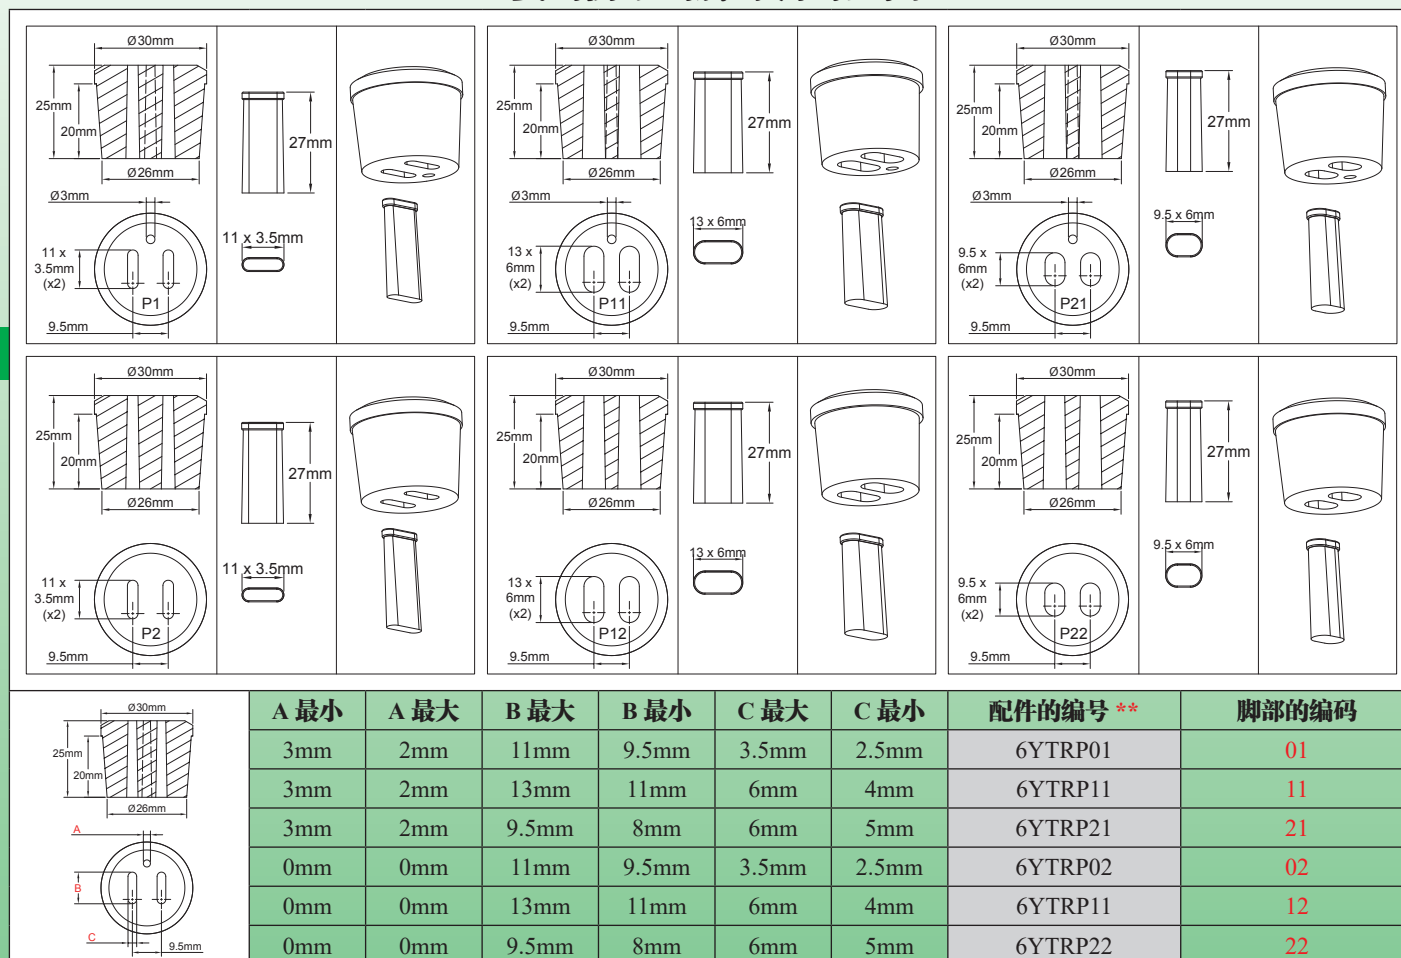 Ø30mm
25mm
20mm
Ø26mm
Ø3mm
11 x
3.5mm
(x2)
P1
9.5mm
27mm
11 x 3.5mm
Ø30mm
25mm
20mm
Ø26mm
Ø3mm
13 x
6mm
(x2)
P11
9.5mm
27mm
13 x 6mm
Ø30mm
25mm
20mm
Ø26mm
Ø3mm
9.5 x
6mm
(x2)
P21
9.5mm
27mm
9.5 x 6mm
Ø30mm
25mm
20mm
Ø26mm
11 x
3.5mm
(x2)
P2
9.5mm
27mm
11 x 3.5mm
Ø30mm
25mm
20mm
Ø26mm
13 x
6mm
(x2)
P12
9.5mm
27mm
13 x 6mm
Ø30mm
25mm
20mm
Ø26mm
9.5 x
6mm
(x2)
P22
9.5mm
27mm
9.5 x 6mm
Ø30mm
25mm
20mm
Ø26mm
A
B
C
9.5mm
A 最小 A 最大 B 最大 B 最小 C 最大 C 最小 配件的编号 ** 脚部的编码
3mm 2mm 11mm 9.5mm 3.5mm 2.5mm 6YTRP01 01
3mm 2mm 13mm 11mm 6mm 4mm 6YTRP11 11
3mm 2mm 9.5mm 8mm 6mm 5mm 6YTRP21 21
0mm 0mm 11mm 9.5mm 3.5mm 2.5mm 6YTRP02 02
0mm 0mm 13mm 11mm 6mm 4mm 6YTRP11 12
0mm 0mm 9.5mm 8mm 6mm 5mm 6YTRP22 22